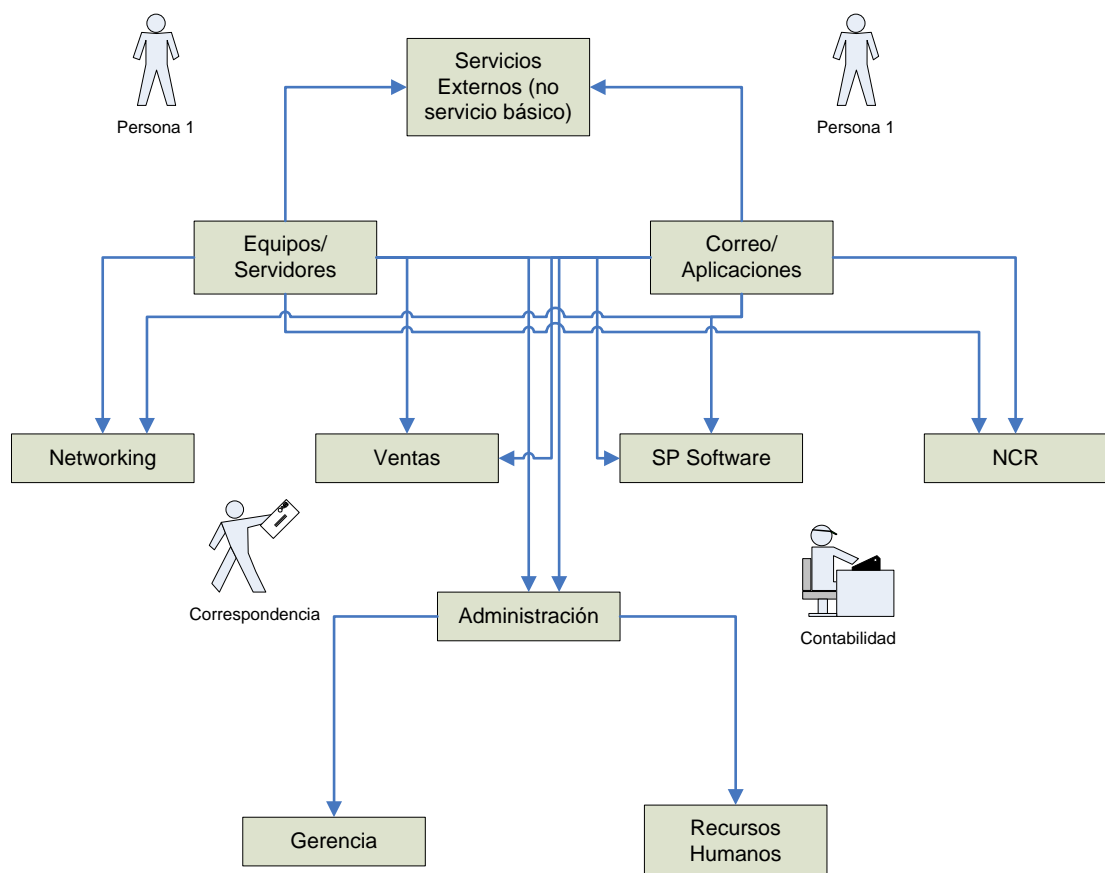 Servicios
Externos (no
servicio básico)
Persona 1
Persona 1
Equipos/
Servidores
Correo/
Aplicaciones
Networking
Ventas
SP Software
NCR
Correspondencia
Administración
Contabilidad
Gerencia
Recursos
Humanos